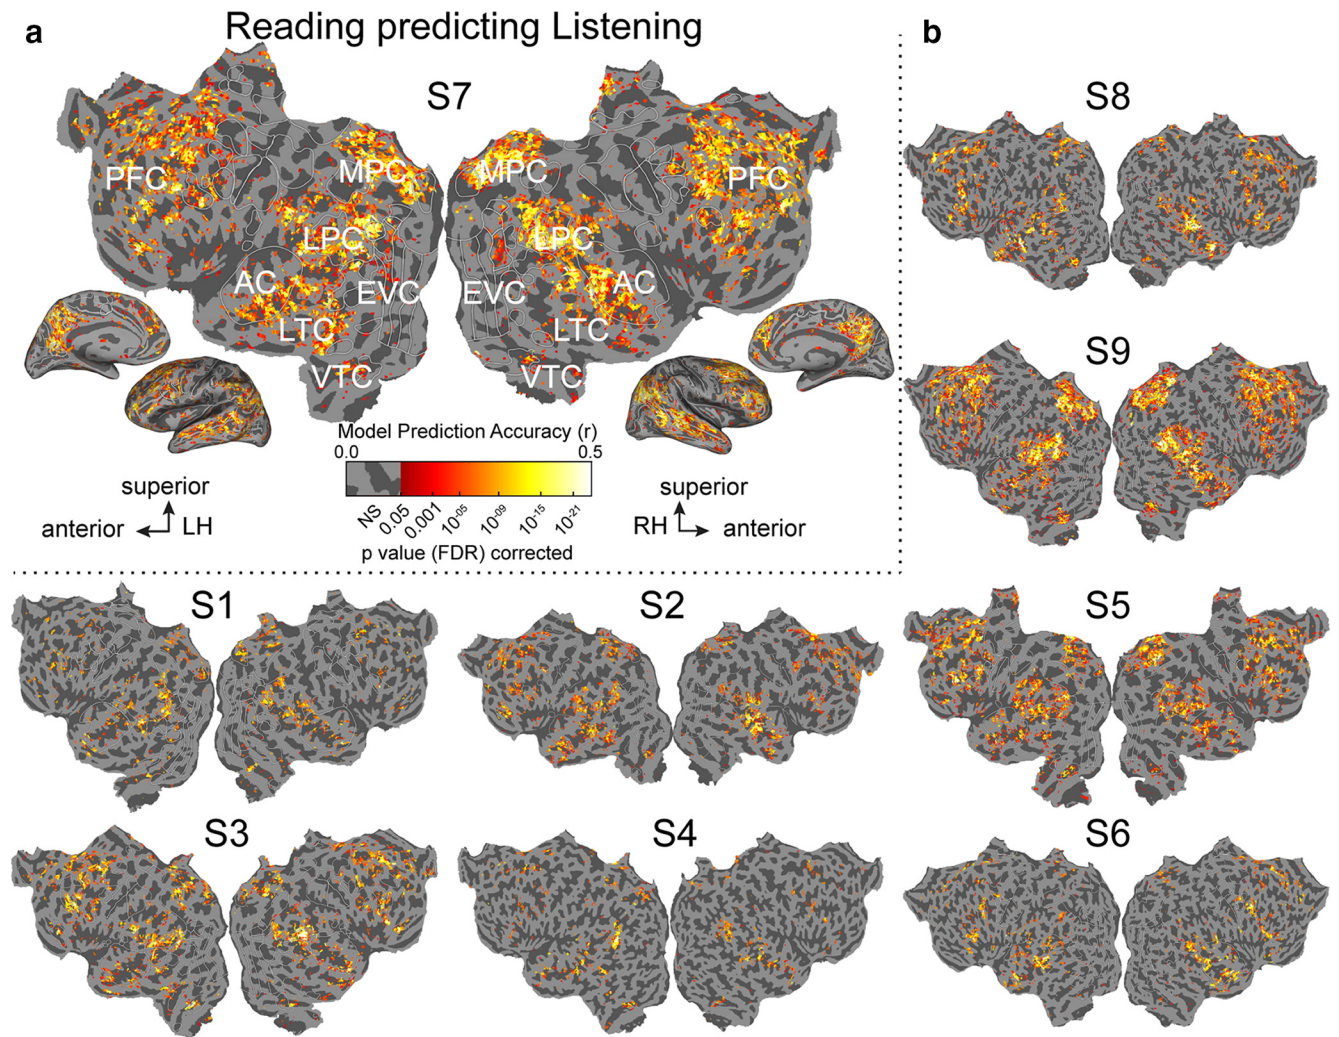 a
Reading predicting Listening
b
S7
S8
PFC
MPC
MPC
PFC
LPC
LPC
AC
EVC
EVC
AC
LTC
LTC
VTC
VTC
S9
Model Prediction Accuracy (r)
0.0
0.5
NS
0.05
0.001
10⁻⁰⁵
10⁻⁰⁹
10⁻¹⁵
10⁻²¹
p value (FDR) corrected
superior
anterior
LH
superior
RH
anterior
S1
S2
S5
S3
S4
S6